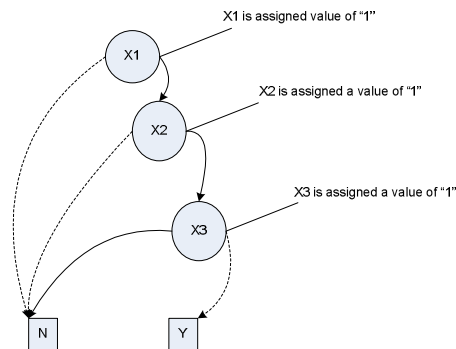 X1 is assigned value of “1”
X1
X2 is assigned a value of “1”
X2
X3 is assigned a value of “1”
X3
N
Y